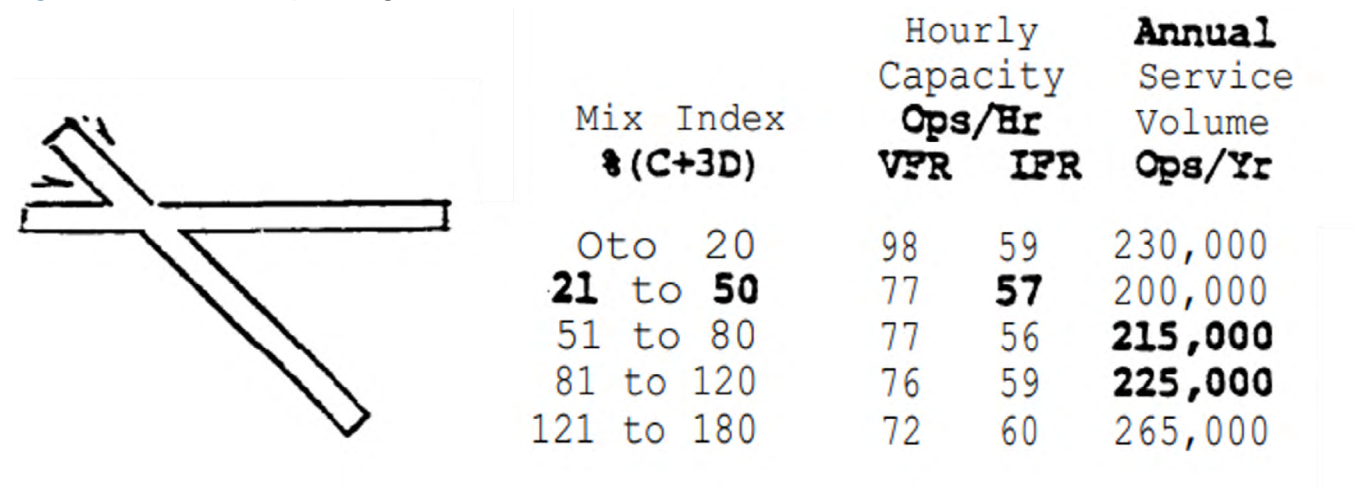 Hourly Annual
Capacity Service
Mix Index Ops/Hr Volume
%(C+3D) VFR IFR Ops/Yr
0to 20 98 59 230,000
21 to 50 77 57 200,000
51 to 80 77 56 215,000
81 to 120 76 59 225,000
121 to 180 72 60 265,000